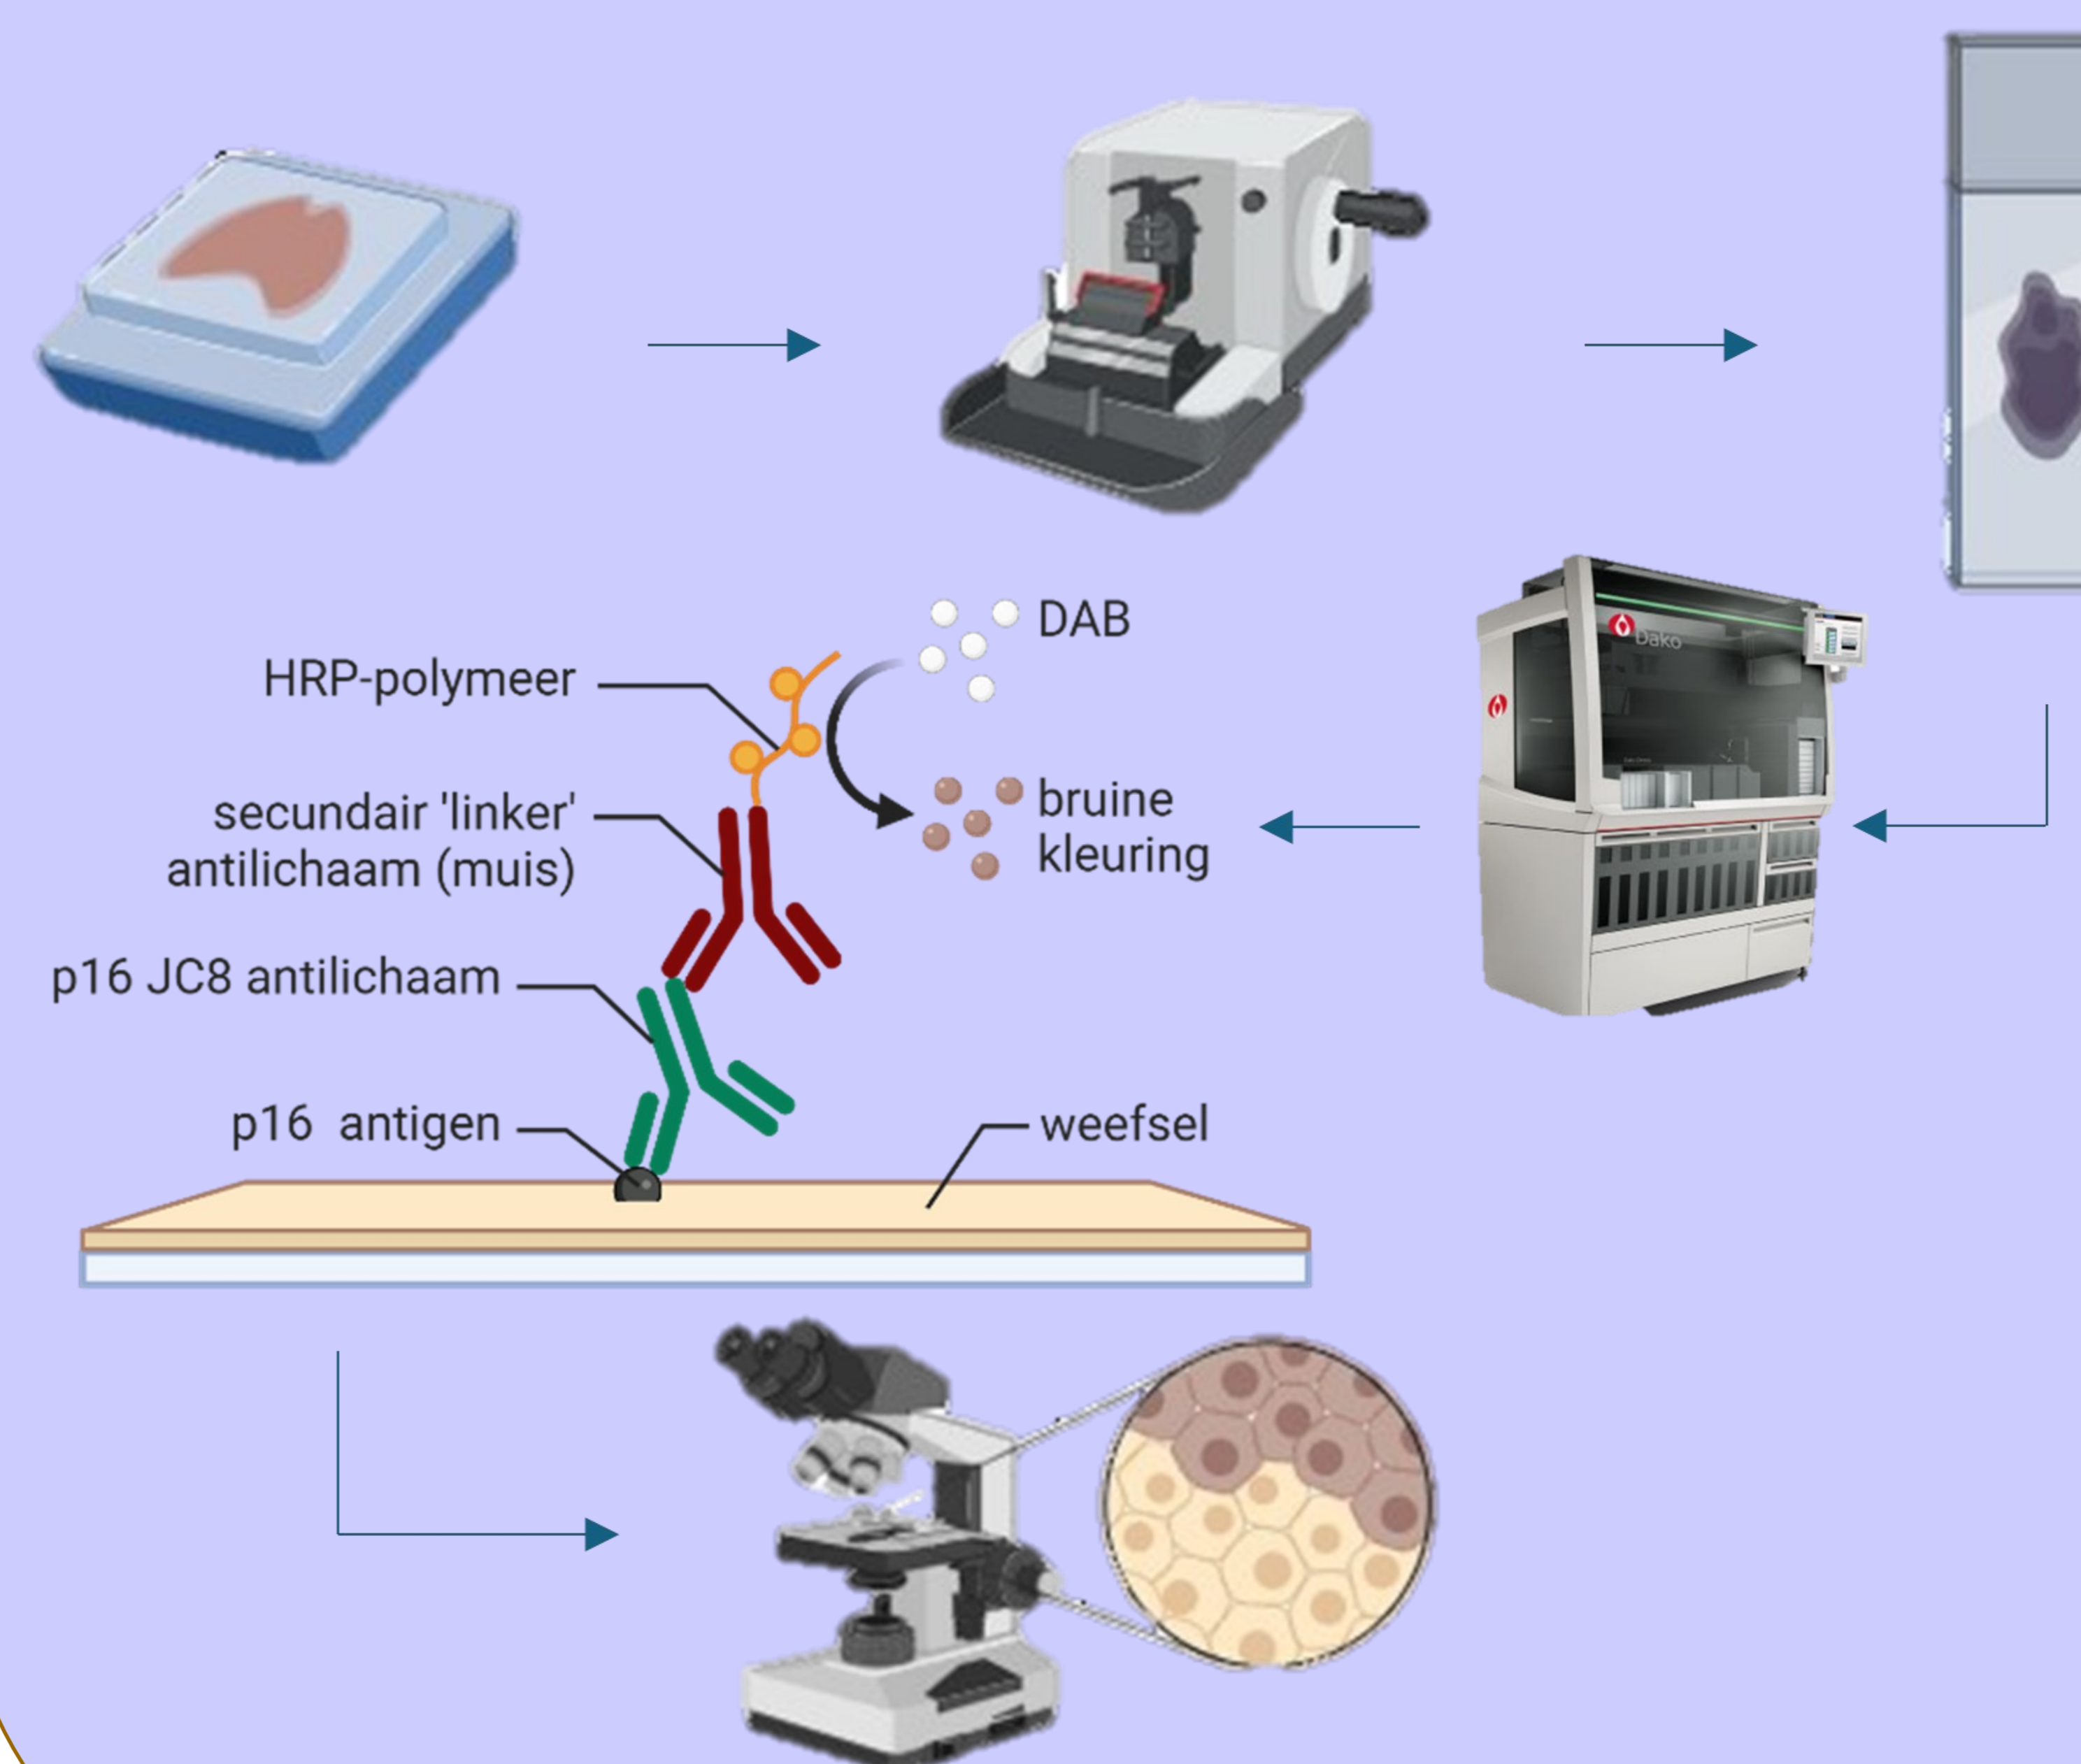 Dako
DAB
HRP-polymeer
bruine
kleuring
secundair 'linker'
antilichaam (muis)
p16 JC8 antilichaam
p16  antigen
weefsel